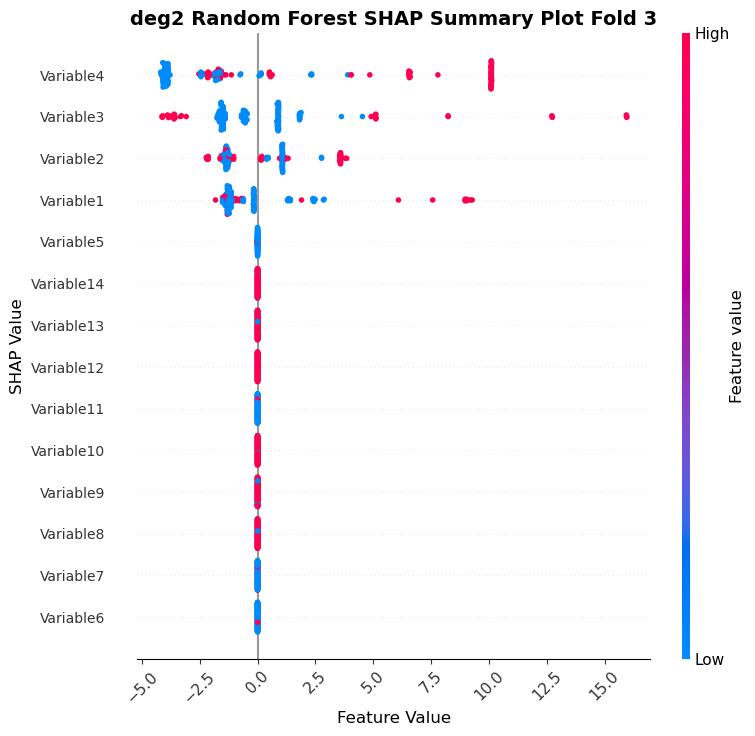 deg2 Random Forest SHAP Summary Plot Fold 3
High
Variable4
Variable3
Variable2
Variable1
Variable5
Variable14
Variable13
Variable12
Variable11
Variable10
Variable9
Variable8
Variable7
Variable6
SHAP Value
Feature value
Low
−5.0
−2.5
0.0
2.5
5.0
7.5
10.0
12.5
15.0
Feature Value